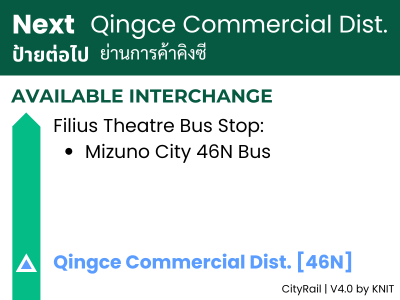 Next Qingce Commercial Dist.
ป้ายต่อไป ย่านการค้าคิงซี
AVAILABLE INTERCHANGE
Filius Theatre Bus Stop:
• Mizuno City 46N Bus
Qingce Commercial Dist. [46N]
CityRail | V4.0 by KNIT